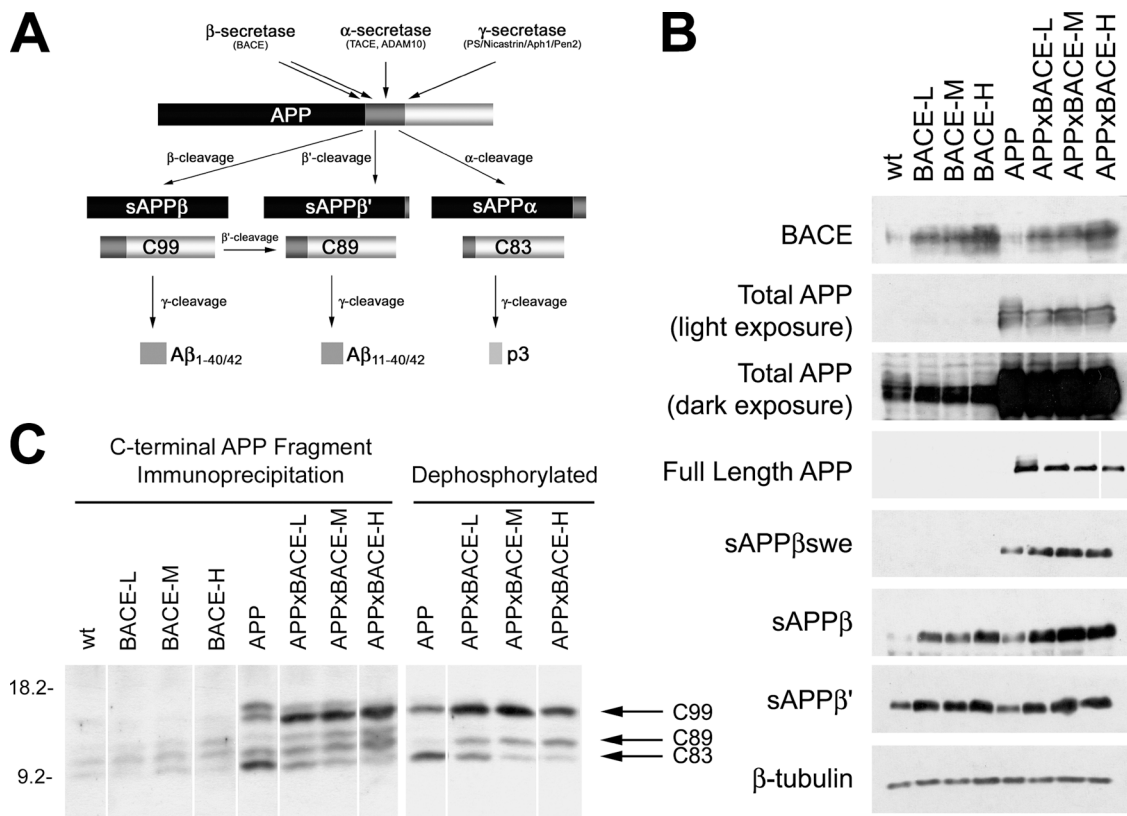 A
β-secretase
(BACE)
α-secretase
(TACE, ADAM10)
γ-secretase
(PS/Nicastrin/Aph1/Pen2)
APP
β-cleavage
β'-cleavage
α-cleavage
sAPPβ
sAPPβ'
sAPPα
C99
β'-cleavage
C89
C83
γ-cleavage
γ-cleavage
γ-cleavage
Aβ1-40/42
Aβ11-40/42
p3
B
wt
BACE-L
BACE-M
BACE-H
APP
APPxBACE-L
APPxBACE-M
APPxBACE-H
BACE
Total APP
(light exposure)
Total APP
(dark exposure)
Full Length APP
sAPPβswe
sAPPβ
sAPPβ'
β-tubulin
C
C-terminal APP Fragment
Immunoprecipitation
Dephosphorylated
wt
BACE-L
BACE-M
BACE-H
APP
APPxBACE-L
APPxBACE-M
APPxBACE-H
APP
APPxBACE-L
APPxBACE-M
APPxBACE-H
18.2-
9.2-
C99
C89
C83